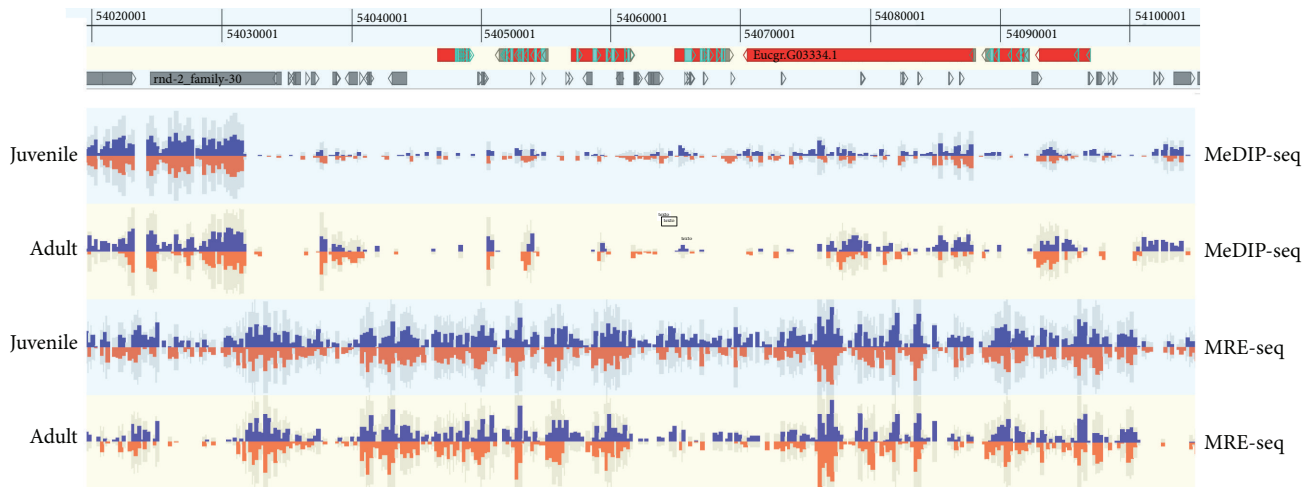 54020001 54040001 54060001 54080001 54100001
54030001 54050001 54070001 54090001
Eucgr.G03334.1
rnd-2_family-30
Juvenile MeDIP-seq
Adult MeDIP-seq
Juvenile MRE-seq
Adult MRE-seq